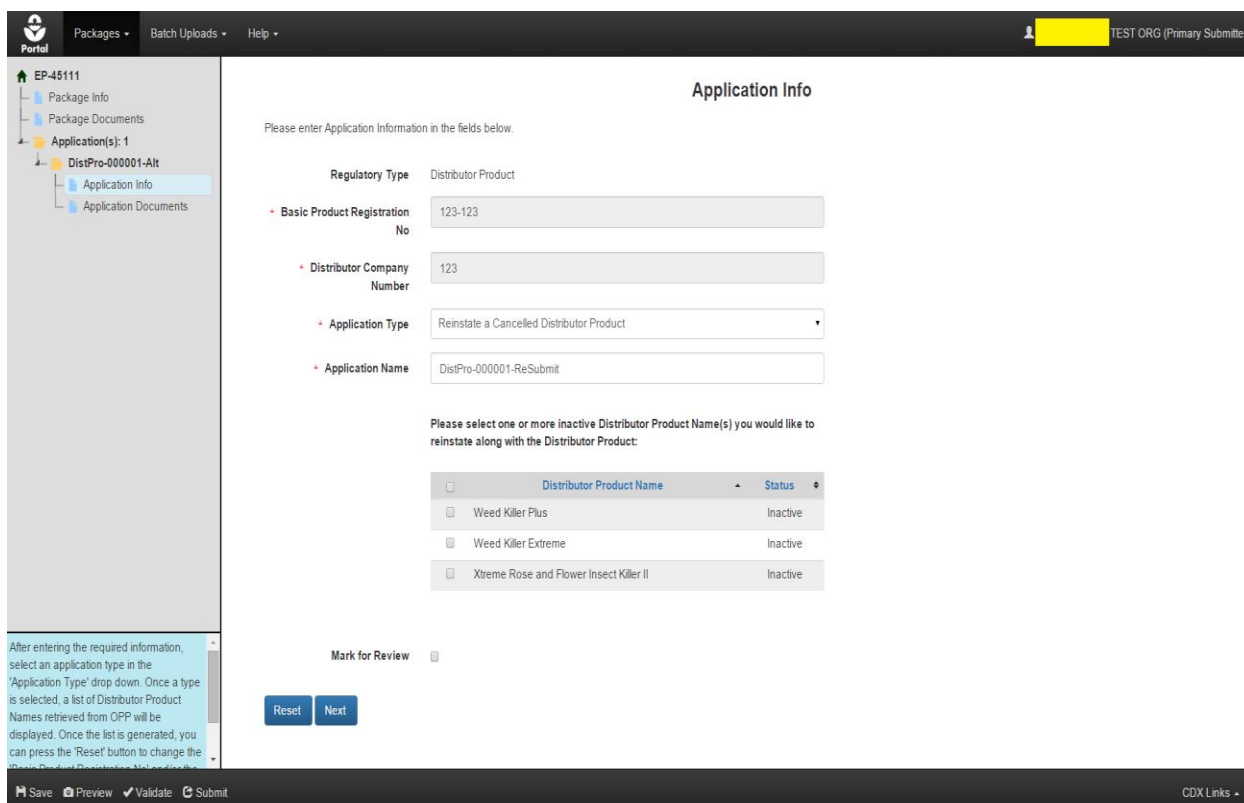 Portal
Packages
Batch Uploads
Help
TEST ORG (Primary Submitte
EP-45111
Package Info
Package Documents
Application(s): 1
DistPro-000001-Alt
Application Info
Application Documents
After entering the required information,
select an application type in the
'Application Type' drop down. Once a type
is selected, a list of Distributor Product
Names retrieved from OPP will be
displayed. Once the list is generated, you
can press the 'Reset' button to change the
'Basic Product Registration No' and/or the
Application Info
Please enter Application Information in the fields below.
Regulatory Type Distributor Product
* Basic Product Registration
No
123-123
* Distributor Company
Number
123
* Application Type Reinstate a Cancelled Distributor Product
* Application Name DistPro-000001-ReSubmit
Please select one or more inactive Distributor Product Name(s) you would like to
reinstate along with the Distributor Product:
Distributor Product Name Status
Weed Killer Plus Inactive
Weed Killer Extreme Inactive
Xtreme Rose and Flower Insect Killer II Inactive
Mark for Review
Reset Next
Save Preview Validate Submit
CDX Links